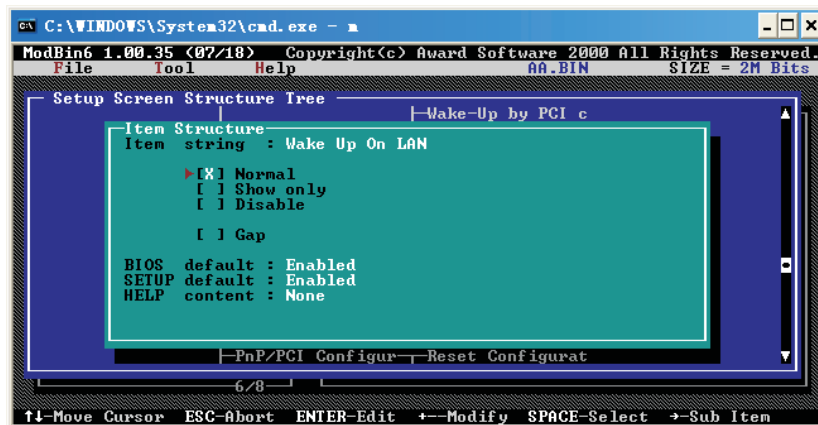 C:\WINDOWS\System32\cmd.exe - m
ModBin6 1.00.35 (07/18) Copyright(c) Award Software 2000 All Rights Reserved.
File Tool Help AA.BIN SIZE = 2M Bits
Setup Screen Structure Tree
Wake-Up by PCI c
Item Structure
Item string : Wake Up On LAN
[X] Normal
[ ] Show only
[ ] Disable
[ ] Gap
BIOS default : Enabled
SETUP default : Enabled
HELP content : None
PnP/PCI Configur Reset Configurat
6/8
↑↓-Move Cursor ESC-Abort ENTER-Edit +--Modify SPACE-Select →-Sub Item